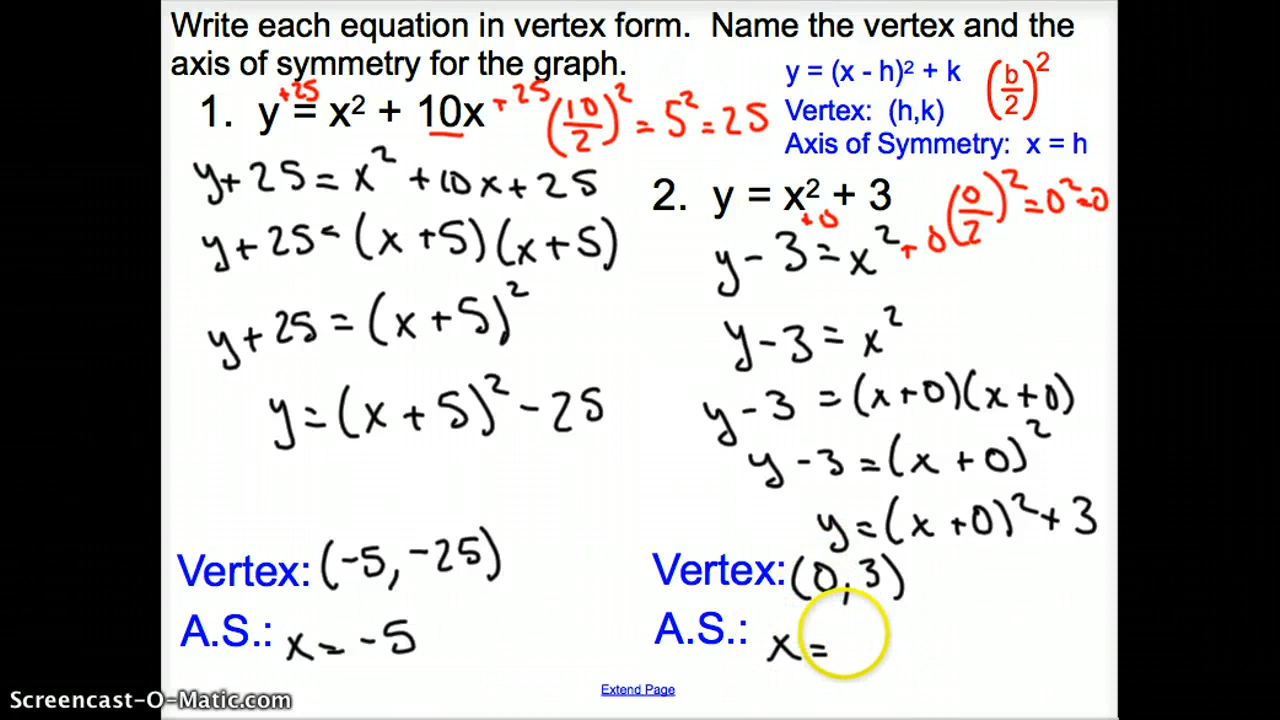 Write each equation in vertex form. Name the vertex and the
axis of symmetry for the graph.
y = (x - h)² + k (b/2)²
Vertex: (h,k)
Axis of Symmetry: x = h
+25
1. y = x² + 10x +25 (10/2)² = 5² = 25
y+25 = x² + 10x + 25
y+25 = (x+5)(x+5)
y+25 = (x+5)²
y = (x+5)² - 25
Vertex: (-5, -25)
A.S.: x = -5
2. y = x² + 3
+0
y - 3 = x² + 0 (0/2)² = 0² = 0
y - 3 = x²
y - 3 = (x+0)(x+0)
y - 3 = (x+0)²
y = (x+0)² + 3
Vertex: (0, 3)
A.S.: x =
Extend Page
Screencast-O-Matic.com